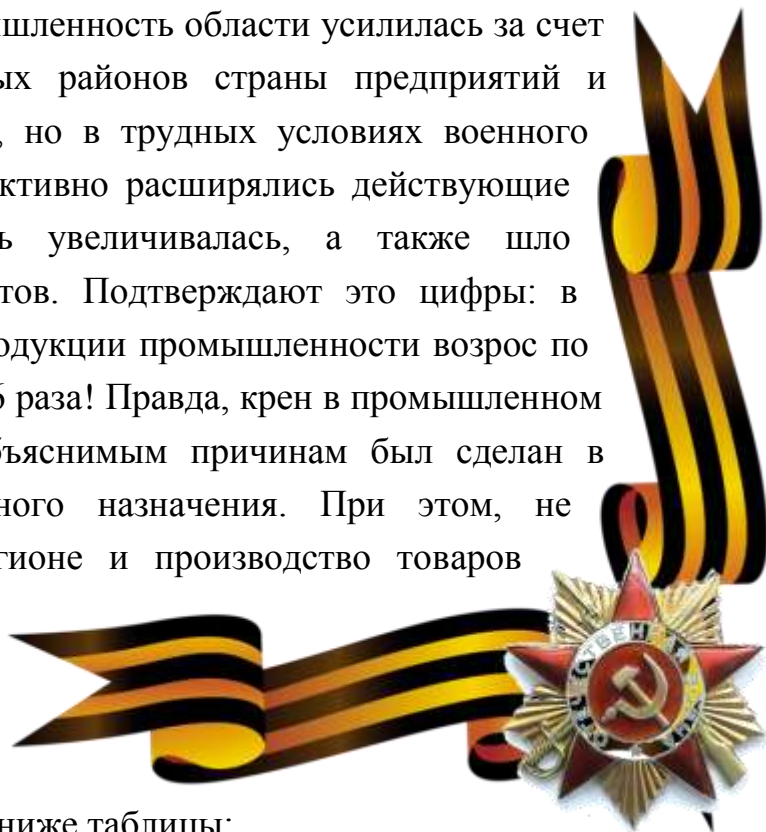 шленность области усилилась за счет
ых районов страны предприятий и
, но в трудных условиях военного
ктивно расширялись действующие
ь увеличивалась, а также шло
тов. Подтверждают это цифры: в
одукции промышленности возрос по
6 раза! Правда, крен в промышленном
бъяснимым причинам был сделан в
ного назначения. При этом, не
гионе и производство товаров
ниже таблицы: